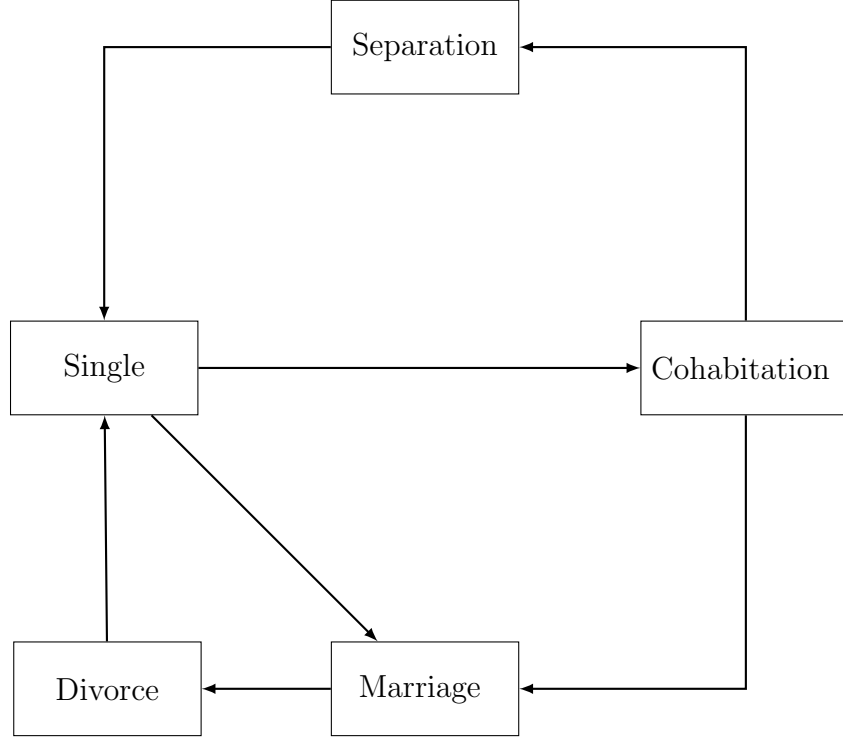 Separation
Single
Cohabitation
Divorce
Marriage